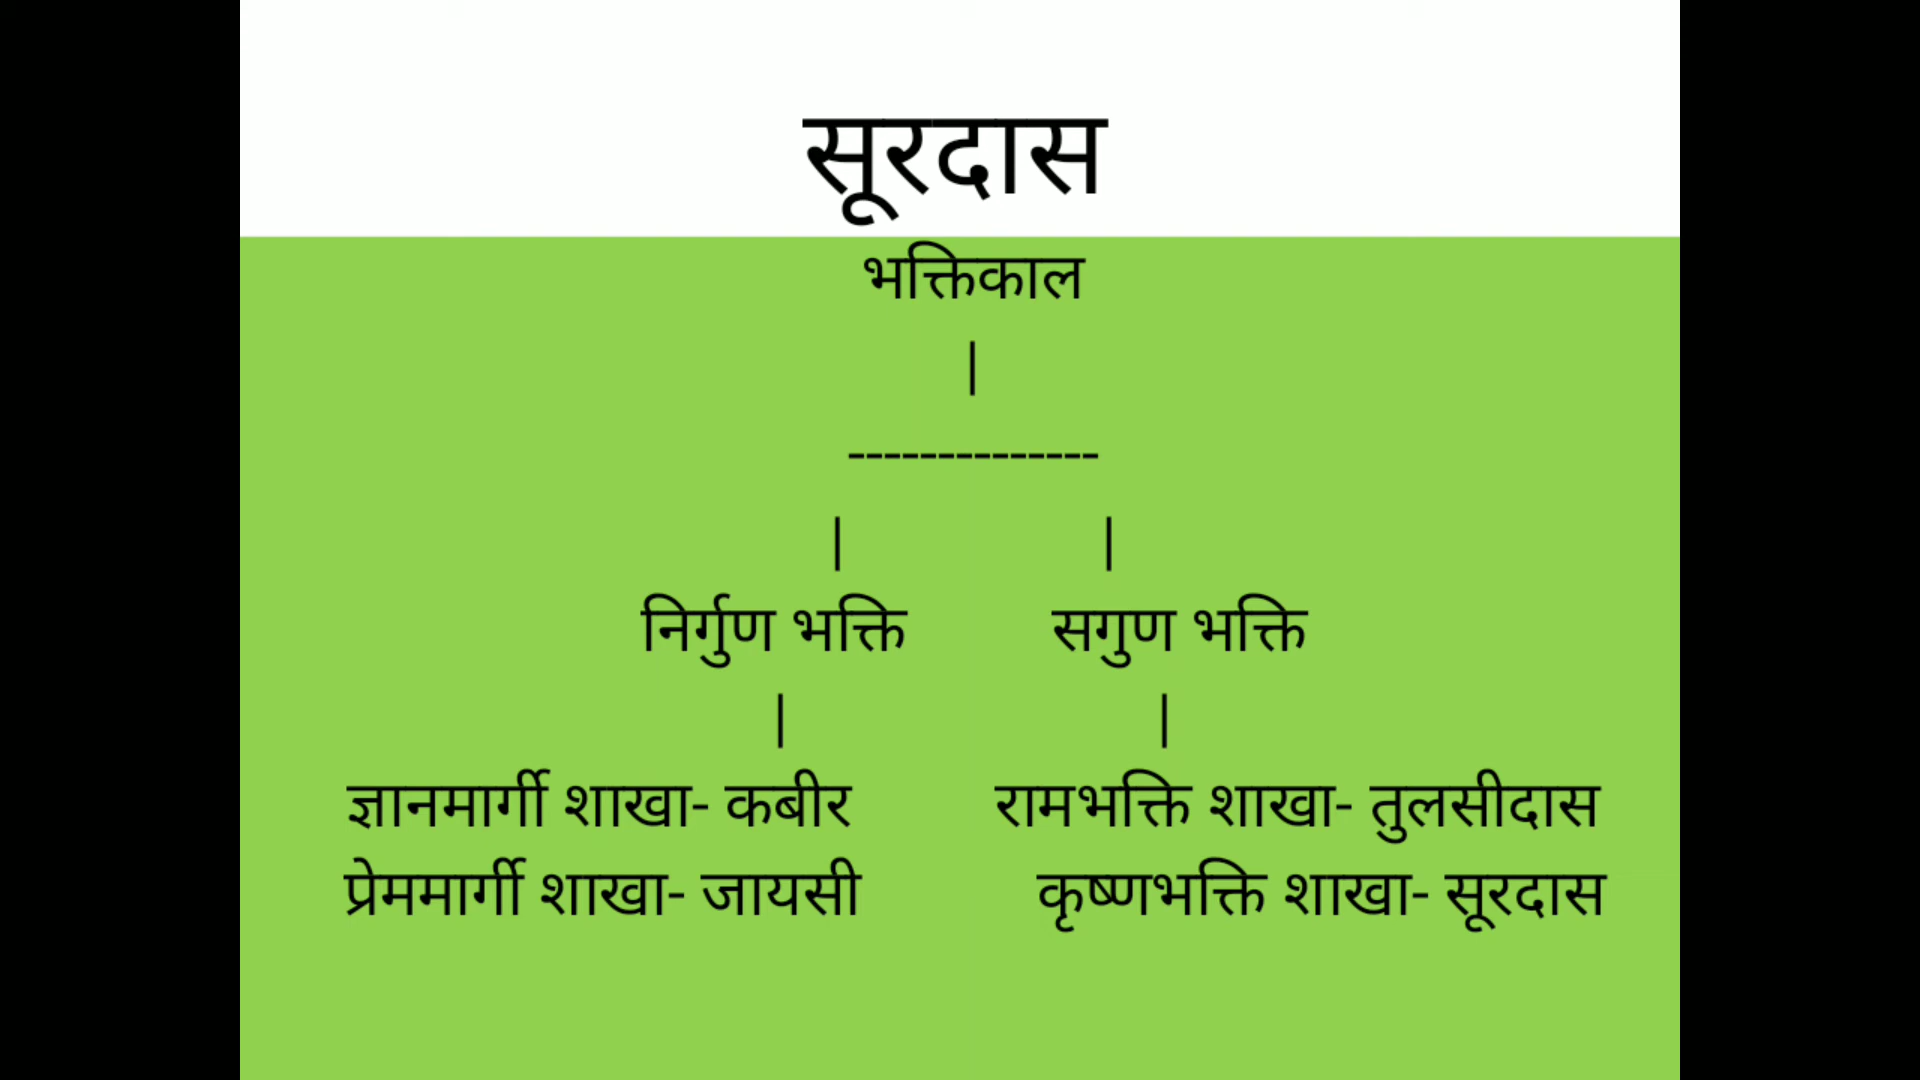 सूरदास
भक्तिकाल
|
--------------
| |
निर्गुण भक्ति सगुण भक्ति
| |
ज्ञानमार्गी शाखा- कबीर रामभक्ति शाखा- तुलसीदास
प्रेममार्गी शाखा- जायसी कृष्णभक्ति शाखा- सूरदास